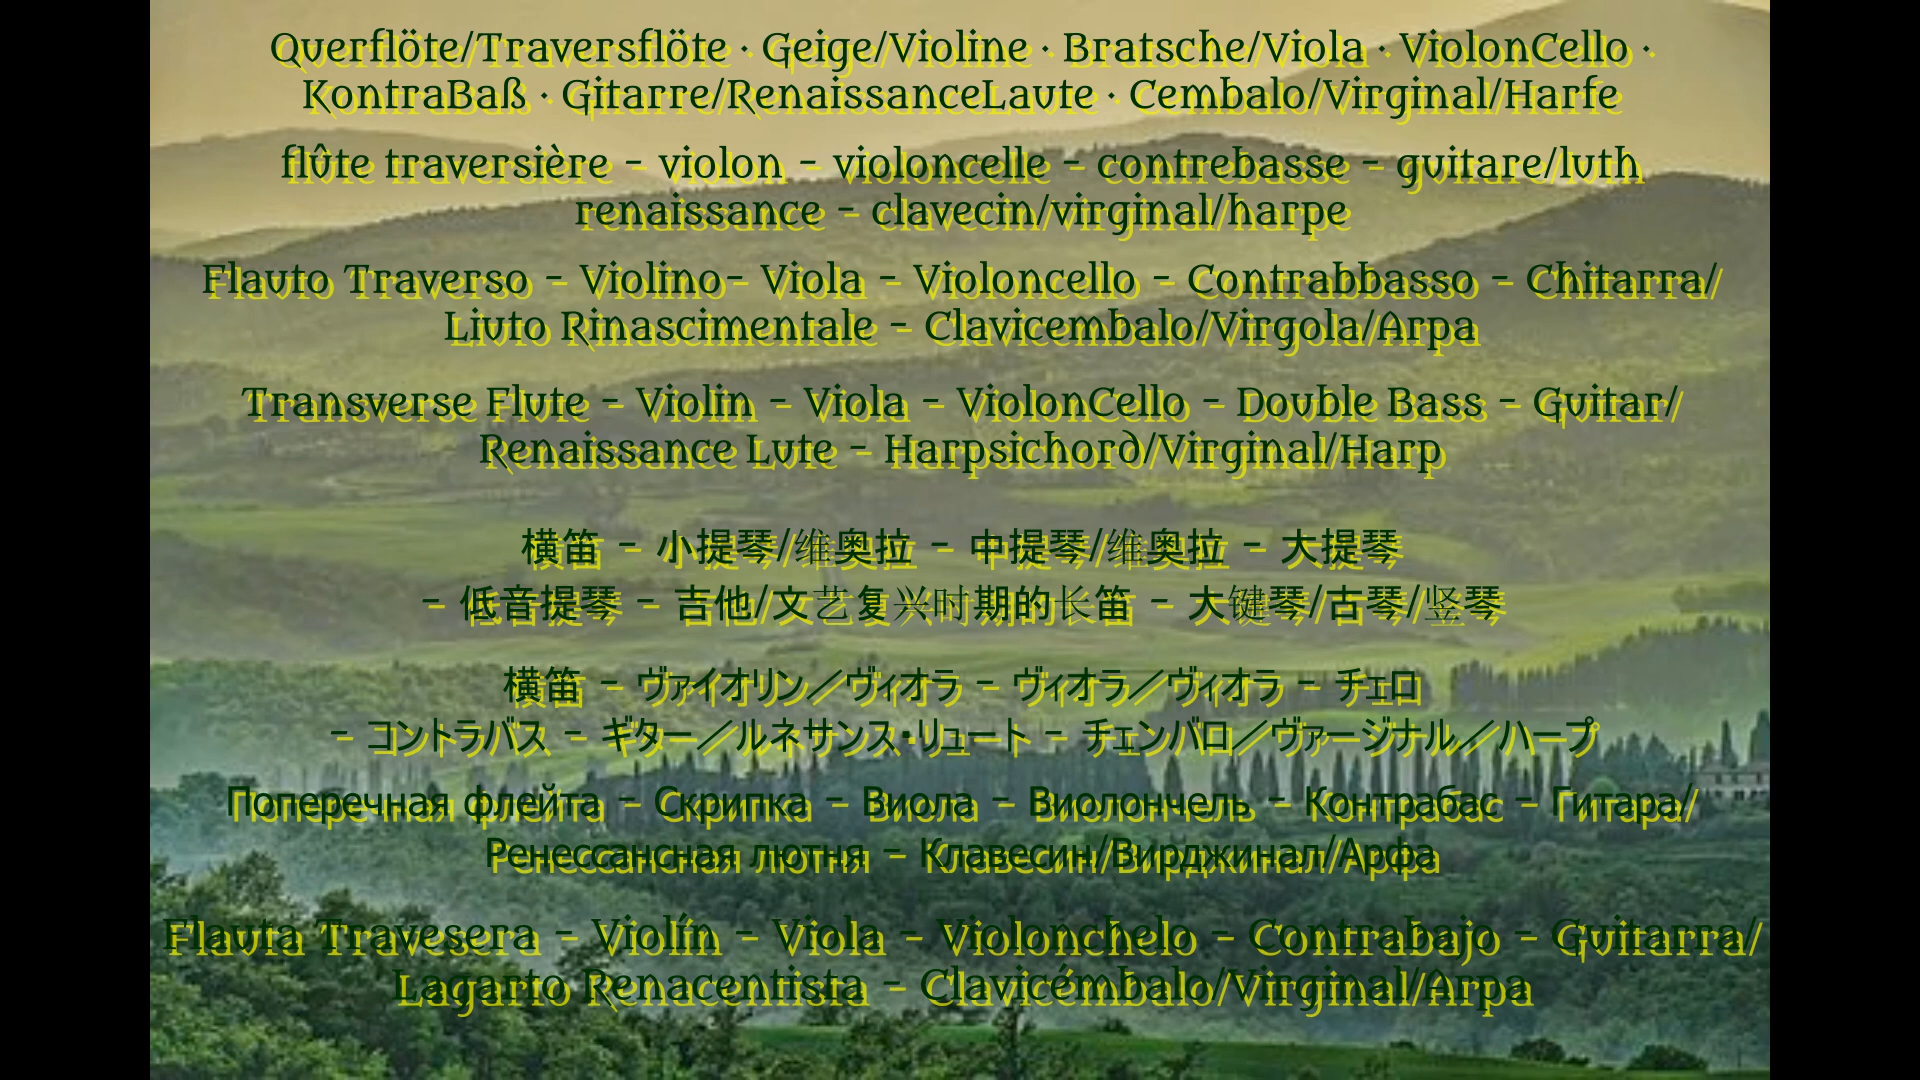 Querflöte/Traversflöte · Geige/Violine · Bratsche/Viola · ViolonCello ·
KontraBaß · Gitarre/RenaissanceLaute · Cembalo/Virginal/Harfe
flûte traversière - violon - violoncelle - contrebasse - guitare/luth
renaissance - clavecin/virginal/harpe
Flauto Traverso - Violino- Viola - Violoncello - Contrabbasso - Chitarra/
Liuto Rinascimentale - Clavicembalo/Virgola/Arpa
Transverse Flute - Violin - Viola - ViolonCello - Double Bass - Guitar/
Renaissance Lute - Harpsichord/Virginal/Harp
横笛 - 小提琴/维奥拉 - 中提琴/维奥拉 - 大提琴
- 低音提琴 - 吉他/文艺复兴时期的长笛 - 大键琴/古琴/竖琴
横笛 - ヴァイオリン／ヴィオラ - ヴィオラ／ヴィオラ - チェロ
- コントラバス - ギター／ルネサンス・リュート - チェンバロ／ヴァージナル／ハープ
Поперечная флейта - Скрипка - Виола - Виолончель - Контрабас - Гитара/
Ренессансная лютня - Клавесин/Вирджинал/Арфа
Flauta Travesera - Violín - Viola - Violonchelo - Contrabajo - Guitarra/
Lagarto Renacentista - Clavicémbalo/Virginal/Arpa